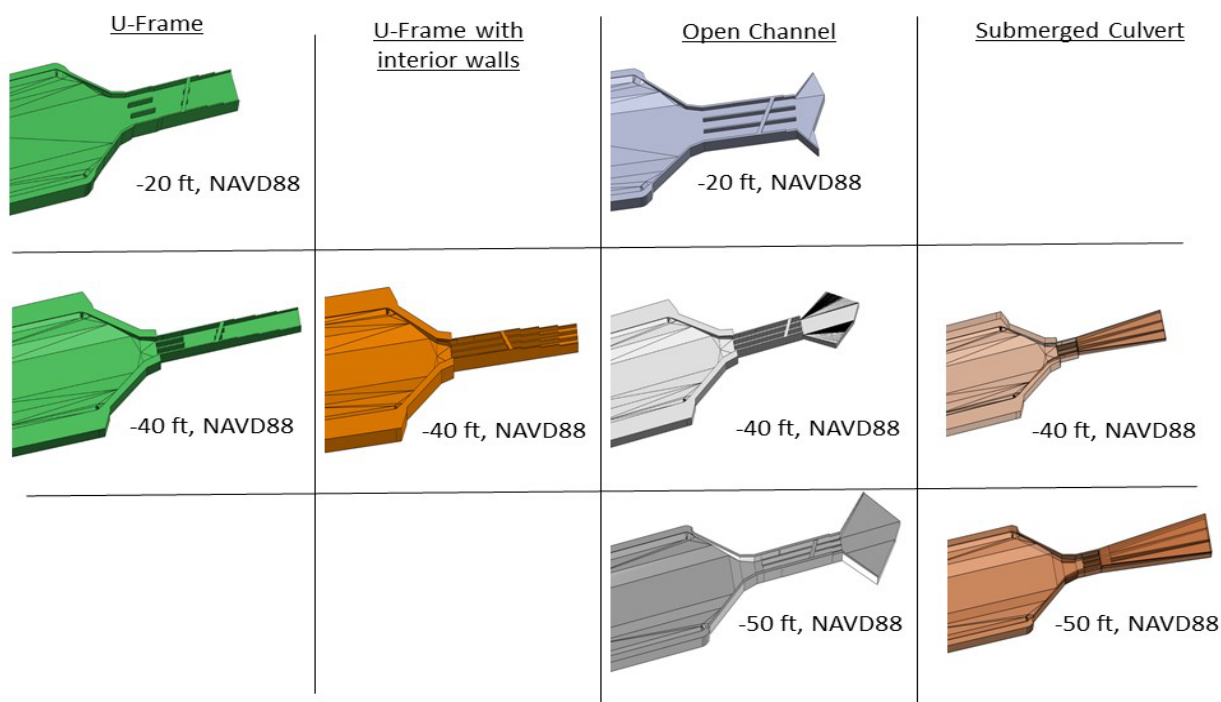 U-Frame
U-Frame with
interior walls
Open Channel
Submerged Culvert
-20 ft, NAVD88
-20 ft, NAVD88
-40 ft, NAVD88
-40 ft, NAVD88
-40 ft, NAVD88
-40 ft, NAVD88
-50 ft, NAVD88
-50 ft, NAVD88